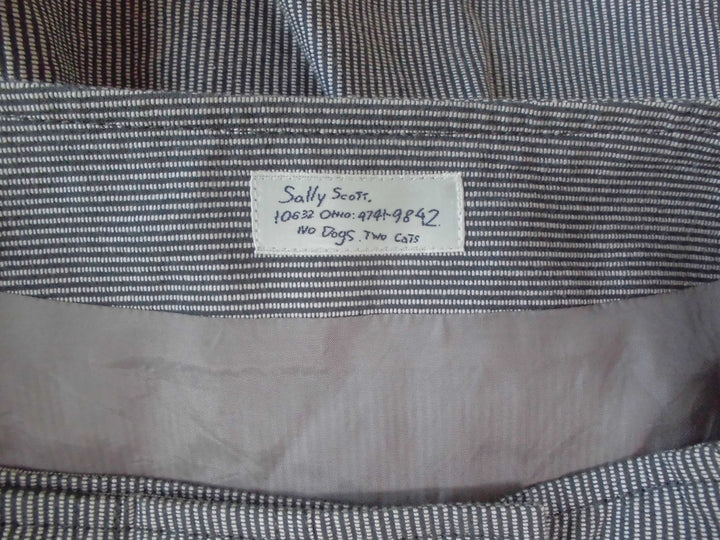 Sally Scott.
10632 Ohio: 4741-9842.
No Dogs. Two Cats